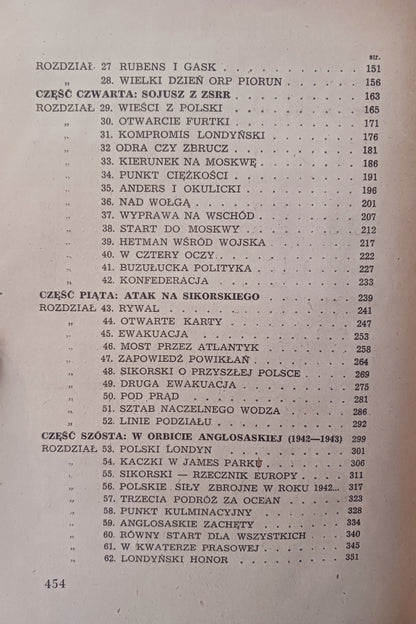 str.
ROZDZIAŁ 27 RUBENS I GASK . . . . . . . . . . 151
„ 28. WIELKI DZIEŃ ORP PIORUN . . . . . 156
CZĘŚĆ CZWARTA: SOJUSZ Z ZSRR . . . . . . . . . 163
ROZDZIAŁ 29. WIEŚCI Z POLSKI . . . . . . . . . . 165
„ 30. OTWARCIE FURTKI . . . . . . . . . 171
„ 31. KOMPROMIS LONDYŃSKI . . . . . . . 176
„ 32 ODRA CZY ZBRUCZ . . . . . . . . . 181
„ 33. KIERUNEK NA MOSKWĘ . . . . . . . 186
„ 34. PUNKT CIĘŻKOŚCI . . . . . . . . . 191
„ 35. ANDERS I OKULICKI . . . . . . . . . 196
„ 36. NAD WOŁGĄ . . . . . . . . . . . . 201
„ 37. WYPRAWA NA WSCHÓD . . . . . . . . 207
„ 38. START DO MOSKWY . . . . . . . . . 212
„ 39. HETMAN WŚRÓD WOJSKA . . . . . . . 217
„ 40. W CZTERY OCZY . . . . . . . . . . 222
„ 41. BUZUŁUCKA POLITYKA . . . . . . . . 227
„ 42. KONFEDERACJA . . . . . . . . . . . 233
CZĘŚĆ PIĄTA: ATAK NA SIKORSKIEGO . . . . . . . 239
ROZDZIAŁ 43. RYWAL . . . . . . . . . . . . . . 241
„ 44. OTWARTE KARTY . . . . . . . . . . 247
„ 45. EWAKUACJA . . . . . . . . . . . . 253
„ 46. MOST PRZEZ ATLANTYK . . . . . . . 258
„ 47. ZAPOWIEDŹ POWIKŁAŃ . . . . . . . . 264
„ 48. SIKORSKI O PRZYSZŁEJ POLSCE . . . . 269
„ 49. DRUGA EWAKUACJA . . . . . . . . . 275
„ 50. POD PRĄD . . . . . . . . . . . . . 281
„ 51. SZTAB NACZELNEGO WODZA . . . . . . 286
„ 52. LINIE PODZIAŁU . . . . . . . . . . . 292
CZĘŚĆ SZÓSTA: W ORBICIE ANGLOSASKIEJ (1942—1943) 299
ROZDZIAŁ 53. POLSKI LONDYN . . . . . . . . . . 301
„ 54. KACZKI W JAMES PARKU . . . . . . . 306
„ 55. SIKORSKI — RZECZNIK EUROPY . . . . . 311
„ 56. POLSKIE SIŁY ZBROJNE W ROKU 1942... 317
„ 57. TRZECIA PODRÓŻ ZA OCEAN . . . . . . 323
„ 58. PUNKT KULMINACYJNY . . . . . . . . 328
„ 59. ANGLOSASKIE ZACHĘTY . . . . . . . . 334
„ 60. RÓWNY START DLA WSZYSTKICH . . . . 340
„ 61. W KWATERZE PRASOWEJ . . . . . . . . 345
„ 62. LONDYŃSKI HONOR . . . . . . . . . . 351
454